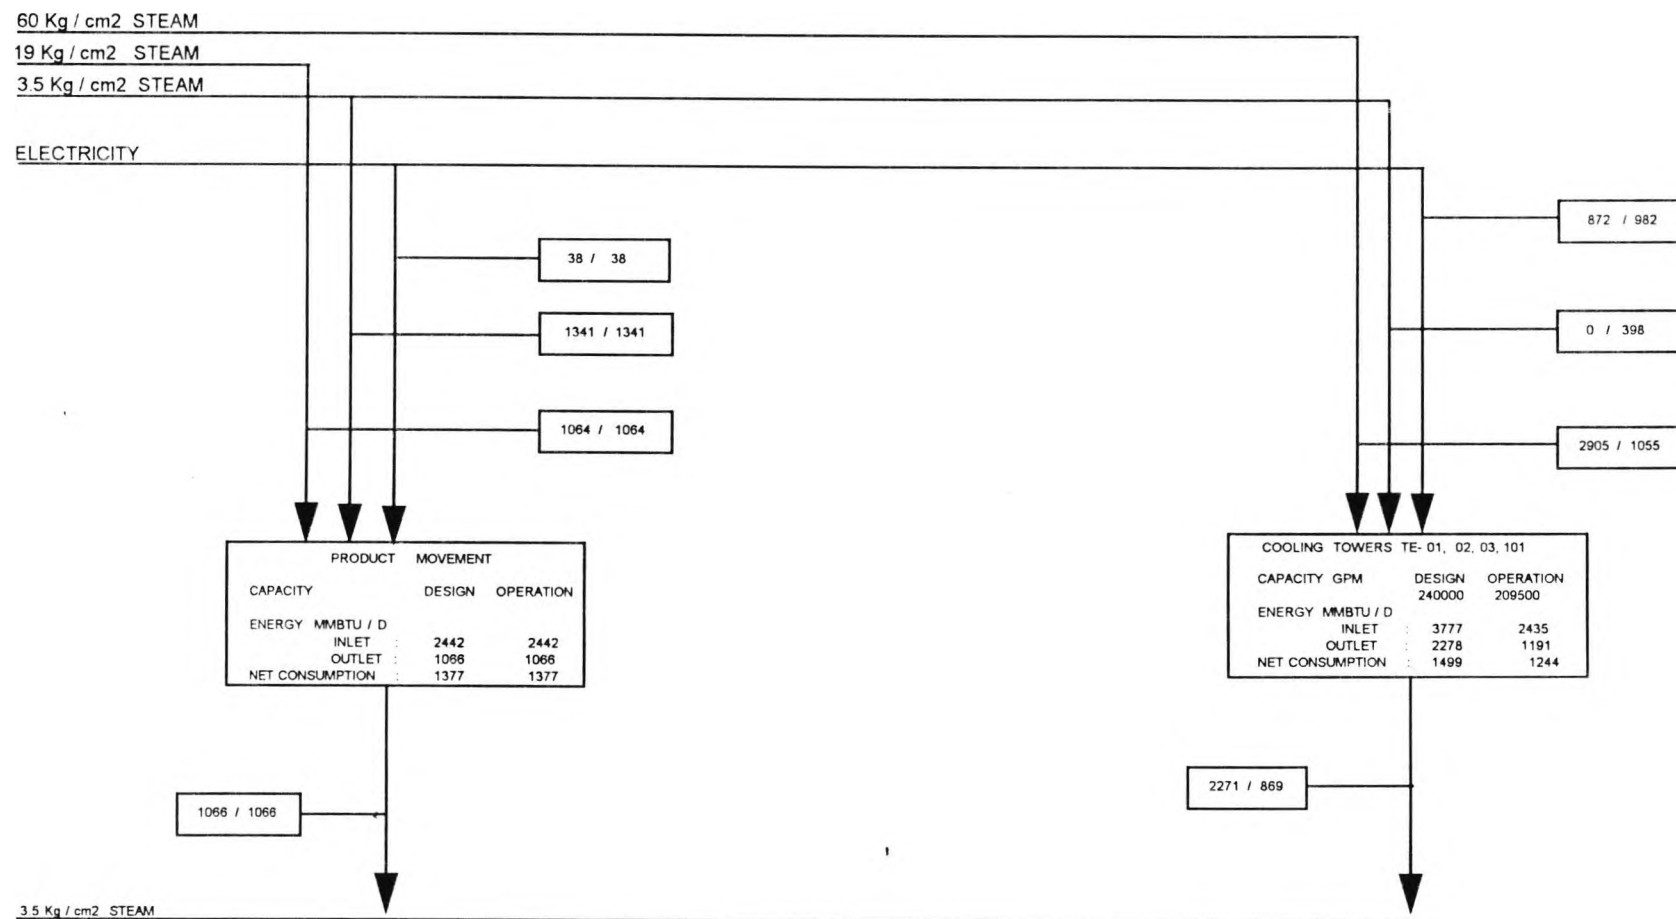 60 Kg / cm2 STEAM
19 Kg / cm2 STEAM
3.5 Kg / cm2 STEAM
ELECTRICITY
872 / 982
38 / 38
0 / 398
1341 / 1341
1064 / 1064
2905 / 1055
PRODUCT MOVEMENT
CAPACITY DESIGN OPERATION
ENERGY MMBTU / D
INLET : 2442 2442
OUTLET : 1066 1066
NET CONSUMPTION : 1377 1377
COOLING TOWERS TE- 01, 02, 03, 101
CAPACITY GPM DESIGN OPERATION
240000 209500
ENERGY MMBTU / D
INLET : 3777 2435
OUTLET : 2278 1191
NET CONSUMPTION : 1499 1244
2271 / 869
1066 / 1066
3.5 Kg / cm2 STEAM